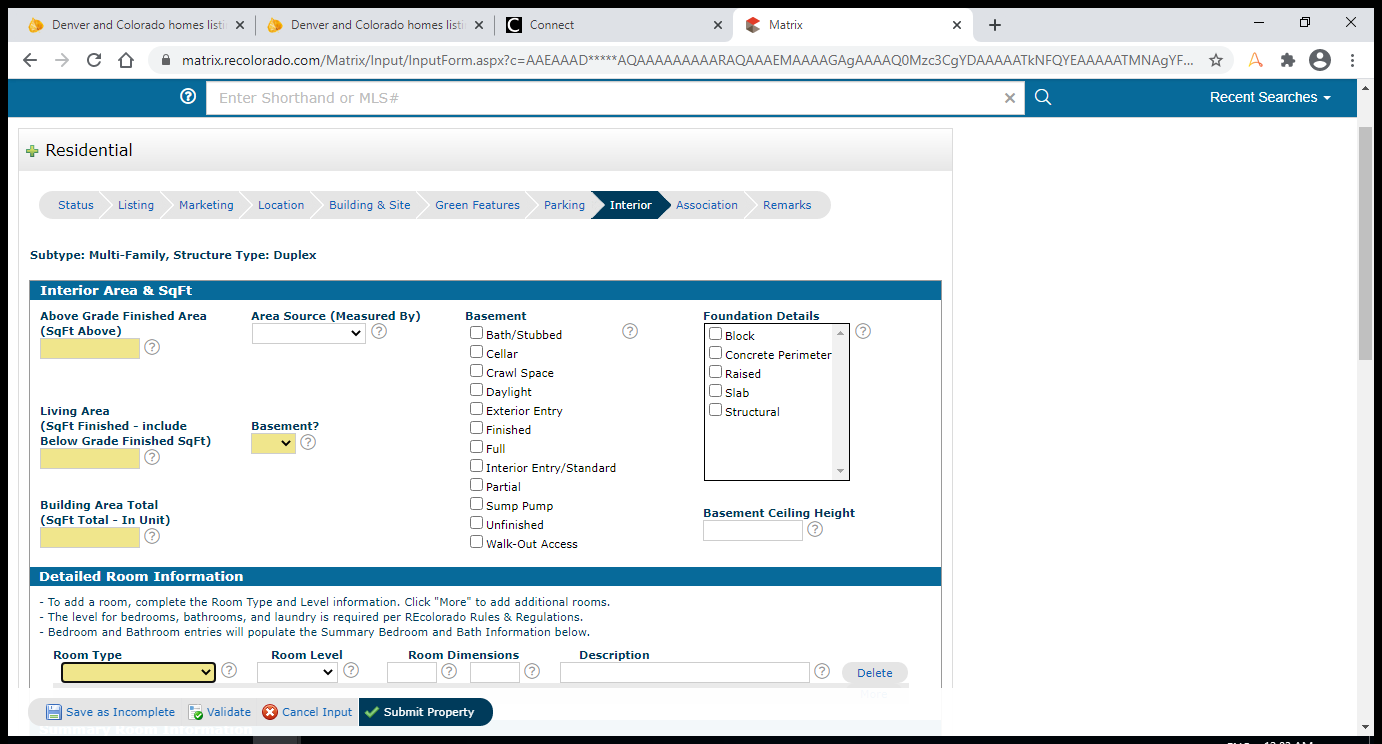 Denver and Colorado homes listi
Denver and Colorado homes listi
Connect
Matrix
matrix.recolorado.com/Matrix/Input/InputForm.aspx?c=AAEAAAD*****AQAAAAAAAAARAQAAAEMAAAAGAgAAAAQ0Mzc3CgYDAAAAATkNFQYEAAAAATMNAgYF...
Enter Shorthand or MLS#
Recent Searches
Residential
Status
Listing
Marketing
Location
Building & Site
Green Features
Parking
Interior
Association
Remarks
Subtype: Multi-Family, Structure Type: Duplex
Interior Area & SqFt
Above Grade Finished Area
(SqFt Above)
Area Source (Measured By)
Living Area
(SqFt Finished - include
Below Grade Finished SqFt)
Basement?
Building Area Total
(SqFt Total - In Unit)
Basement
Bath/Stubbed
Cellar
Crawl Space
Daylight
Exterior Entry
Finished
Full
Interior Entry/Standard
Partial
Sump Pump
Unfinished
Walk-Out Access
Foundation Details
Block
Concrete Perimeter
Raised
Slab
Structural
Basement Ceiling Height
Detailed Room Information
- To add a room, complete the Room Type and Level information. Click "More" to add additional rooms.
- The level for bedrooms, bathrooms, and laundry is required per REcolorado Rules & Regulations.
- Bedroom and Bathroom entries will populate the Summary Bedroom and Bath Information below.
Room Type
Room Level
Room Dimensions
Description
Delete
Save as Incomplete
Validate
Cancel Input
Submit Property
Summary Room Information